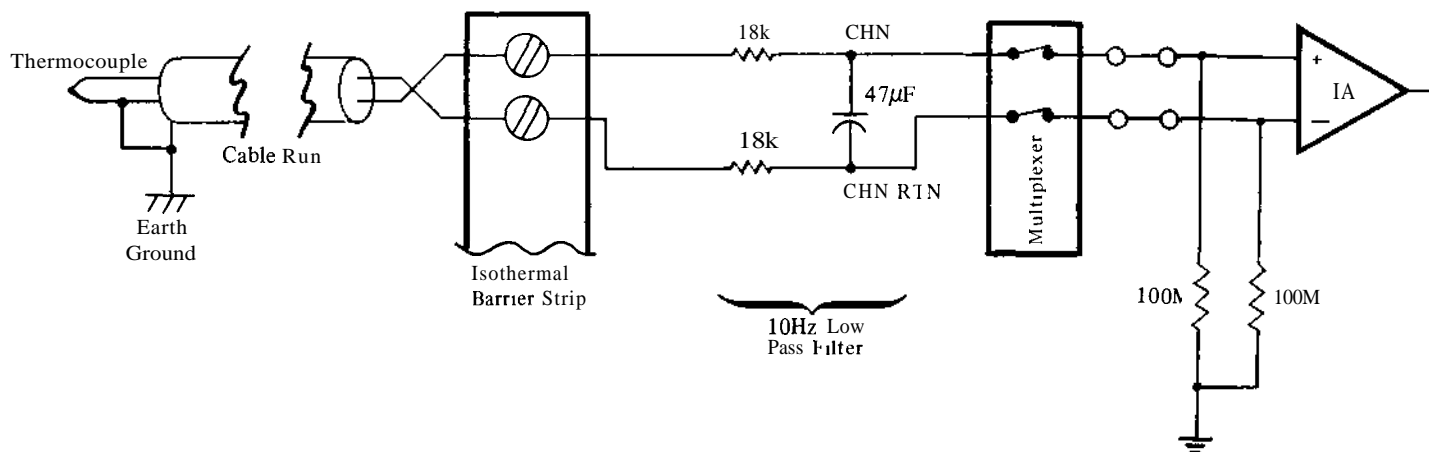 Thermocouple
Cable Run
Earth
Ground
Isothermal
Barrier Strip
18k
CHN
47μF
18k
CHN RTN
10Hz Low
Pass Filter
Multiplexer
+
−
IA
100M
100M